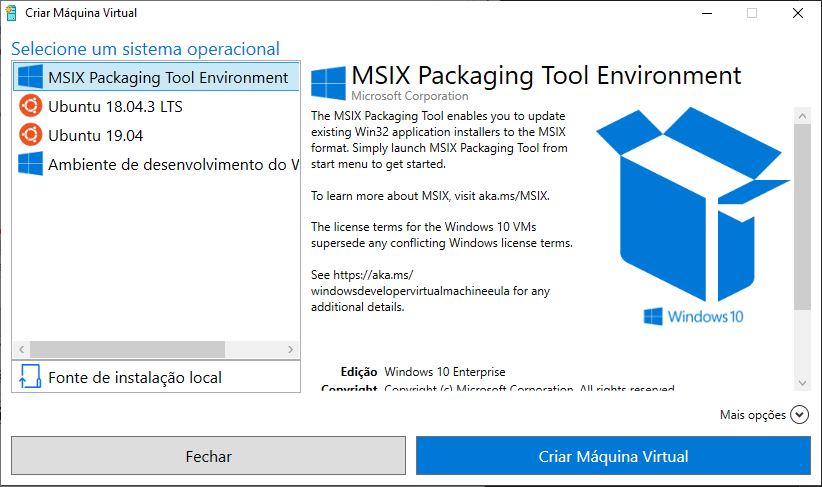 Criar Máquina Virtual
Selecione um sistema operacional
MSIX Packaging Tool Environment
Ubuntu 18.04.3 LTS
Ubuntu 19.04
Ambiente de desenvolvimento do W
Fonte de instalação local
MSIX Packaging Tool Environment
Microsoft Corporation
The MSIX Packaging Tool enables you to update
existing Win32 application installers to the MSIX
format. Simply launch MSIX Packaging Tool from
start menu to get started.
To learn more about MSIX, visit aka.ms/MSIX.
The license terms for the Windows 10 VMs
supersede any conflicting Windows license terms.
See https://aka.ms/
windowsdevelopervirtualmachineeula for any
additional details.
Windows 10
Edição Windows 10 Enterprise
Copyright Copyright (c) Microsoft Corporation. All rights reserved
Mais opções
Fechar
Criar Máquina Virtual